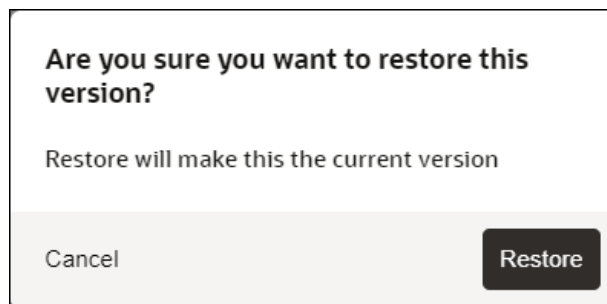 Are you sure you want to restore this
version?
Restore will make this the current version
Cancel
Restore